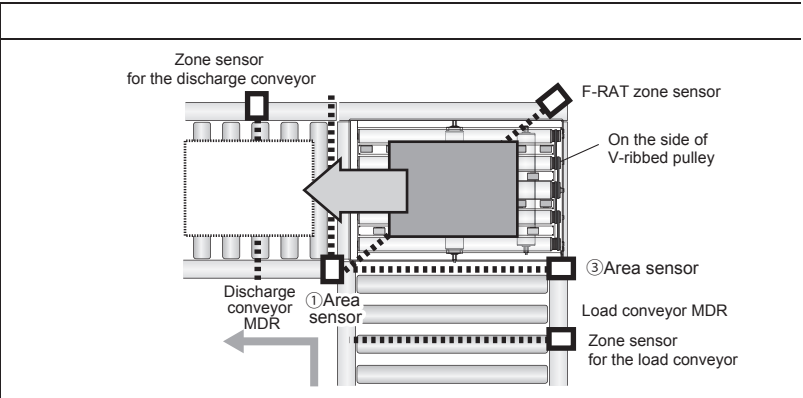 Zone sensor
for the discharge conveyor
F-RAT zone sensor
On the side of
V-ribbed pulley
③Area sensor
①Area
sensor
Discharge
conveyor
MDR
Load conveyor MDR
Zone sensor
for the load conveyor